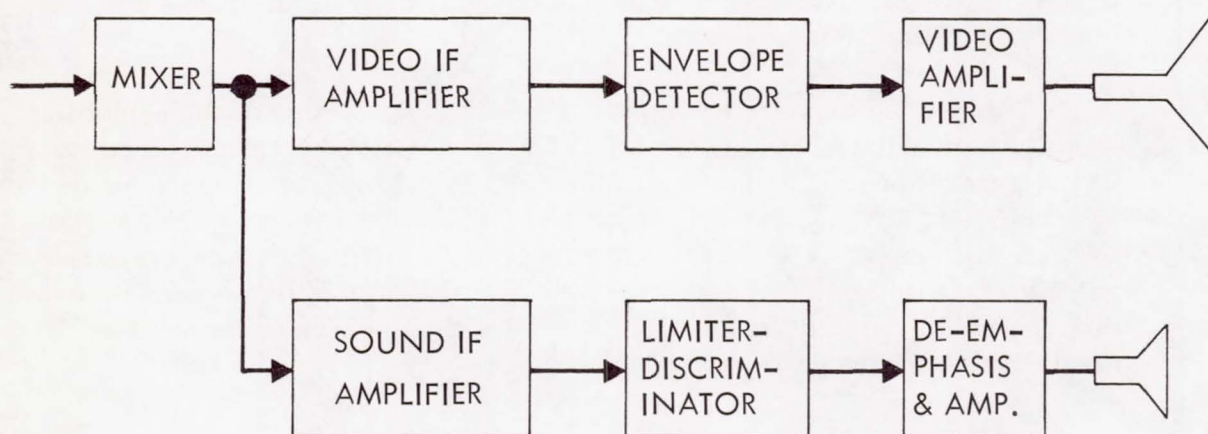 MIXER
VIDEO IF
AMPLIFIER
ENVELOPE
DETECTOR
VIDEO
AMPLI-
FIER
SOUND IF
AMPLIFIER
LIMITER-
DISCRIM-
INATOR
DE-EM-
PHASIS
& AMP.